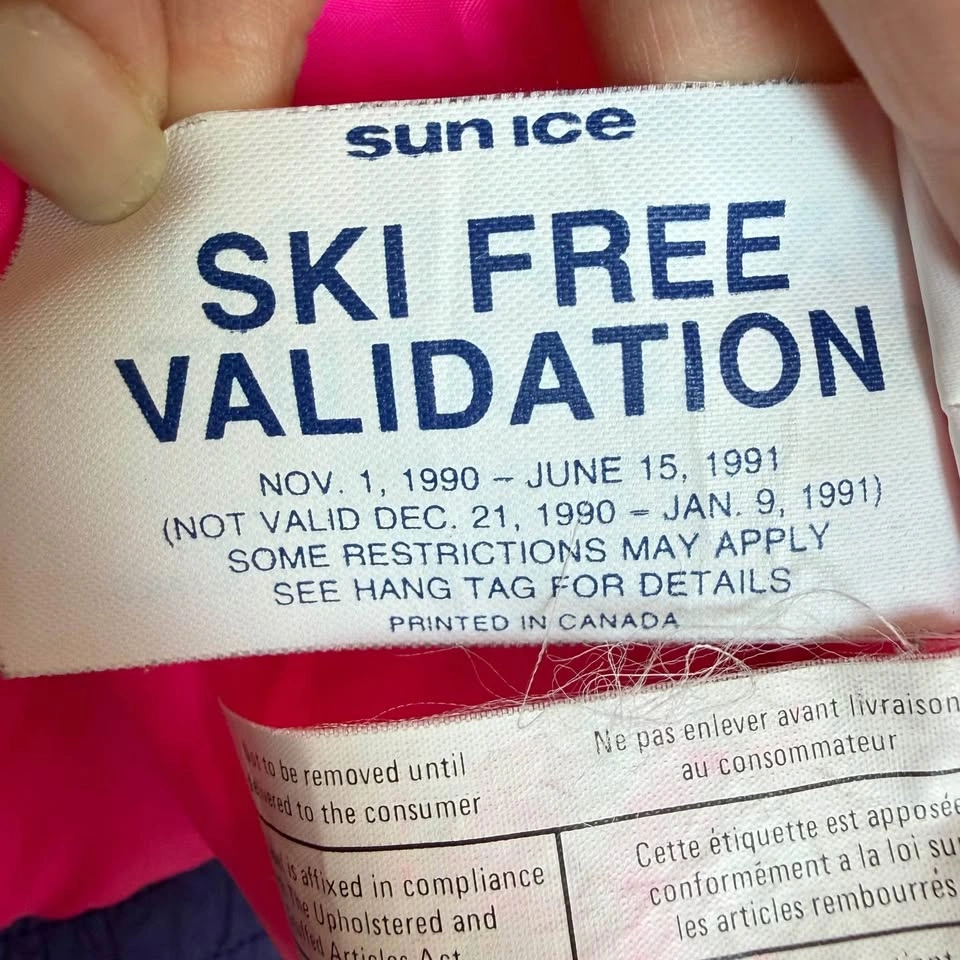 sun ice
SKI FREE
VALIDATION
NOV. 1, 1990 – JUNE 15, 1991
(NOT VALID DEC. 21, 1990 – JAN. 9, 1991)
SOME RESTRICTIONS MAY APPLY
SEE HANG TAG FOR DETAILS
PRINTED IN CANADA
to be removed until
to the consumer
Ne pas enlever avant livraison
au consommateur
is affixed in compliance
Upholstered and
Articles Act
Cette étiquette est apposée
conformément a la loi sur
les articles rembourrés